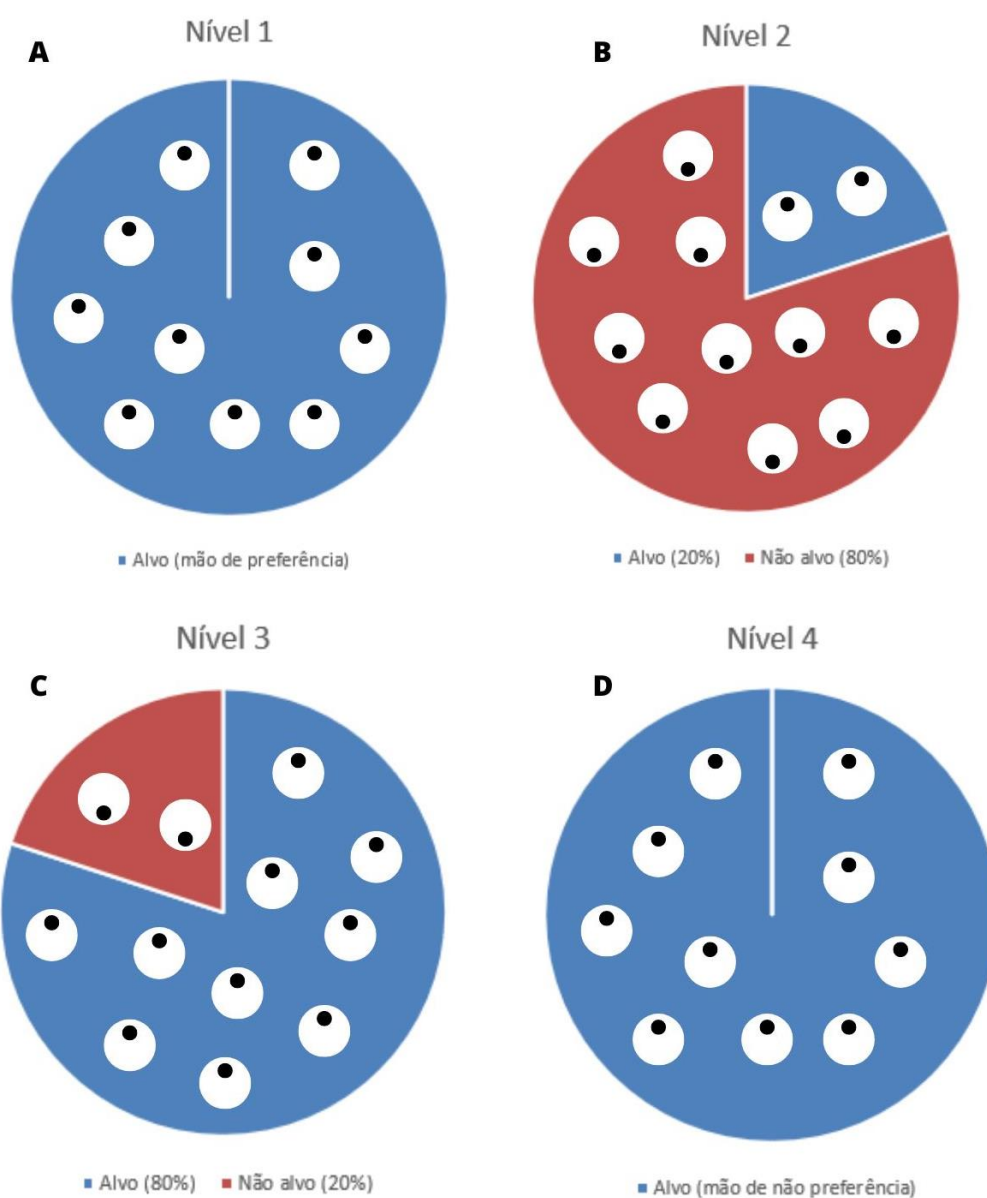 Nível 1
A
Alvo (mão de preferência)
Nível 2
B
Alvo (20%) Não alvo (80%)
Nível 3
C
Alvo (80%) Não alvo (20%)
Nível 4
D
Alvo (mão de não preferência)